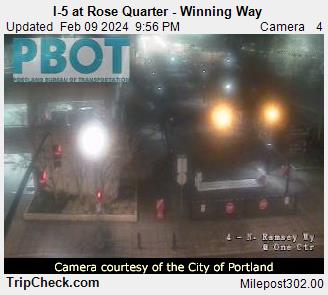 I-5 at Rose Quarter - Winning Way
Updated Feb 09 2024 9:56 PM Camera 4
PBOT
PORTLAND BUREAU OF TRANSPORTATION
4 - N. Ramsey Wy
@ One Ctr
Camera courtesy of the City of Portland
TripCheck.com Milepost302.00